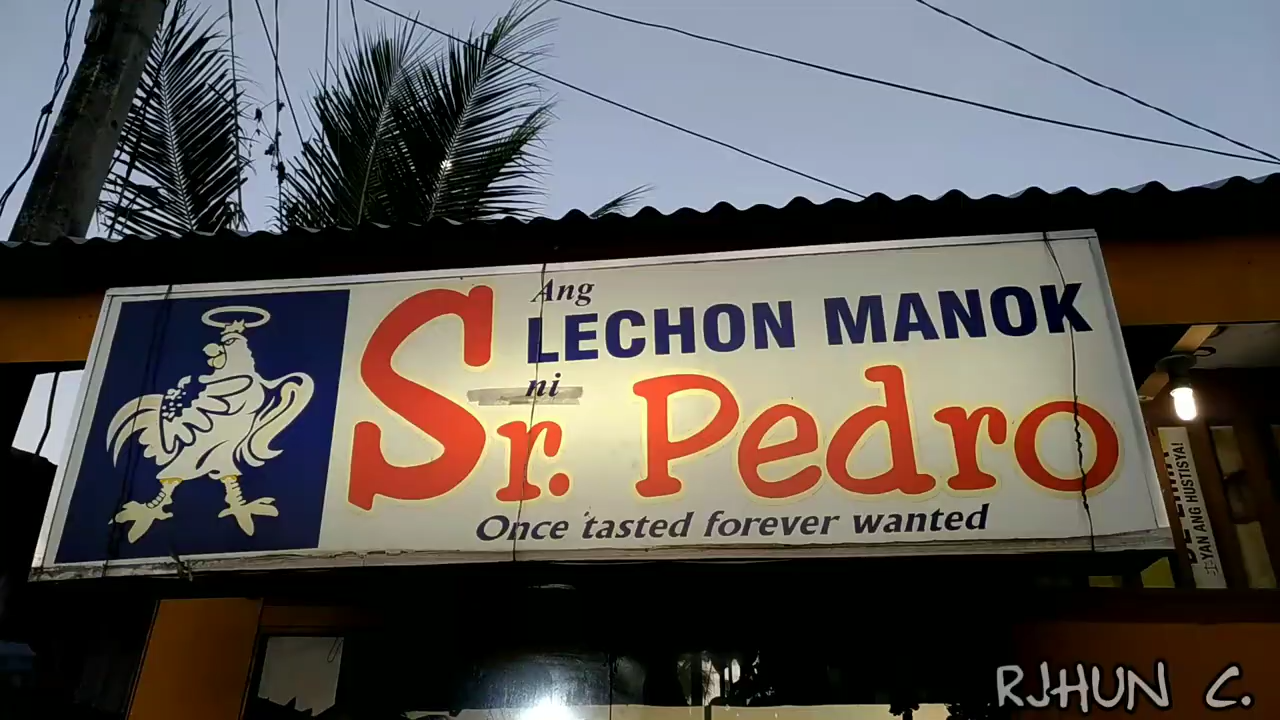 Ang
LECHON MANOK
ni
Sr. Pedro
Once tasted forever wanted
YAN ANG HUSTISYA!
RJHUN C.